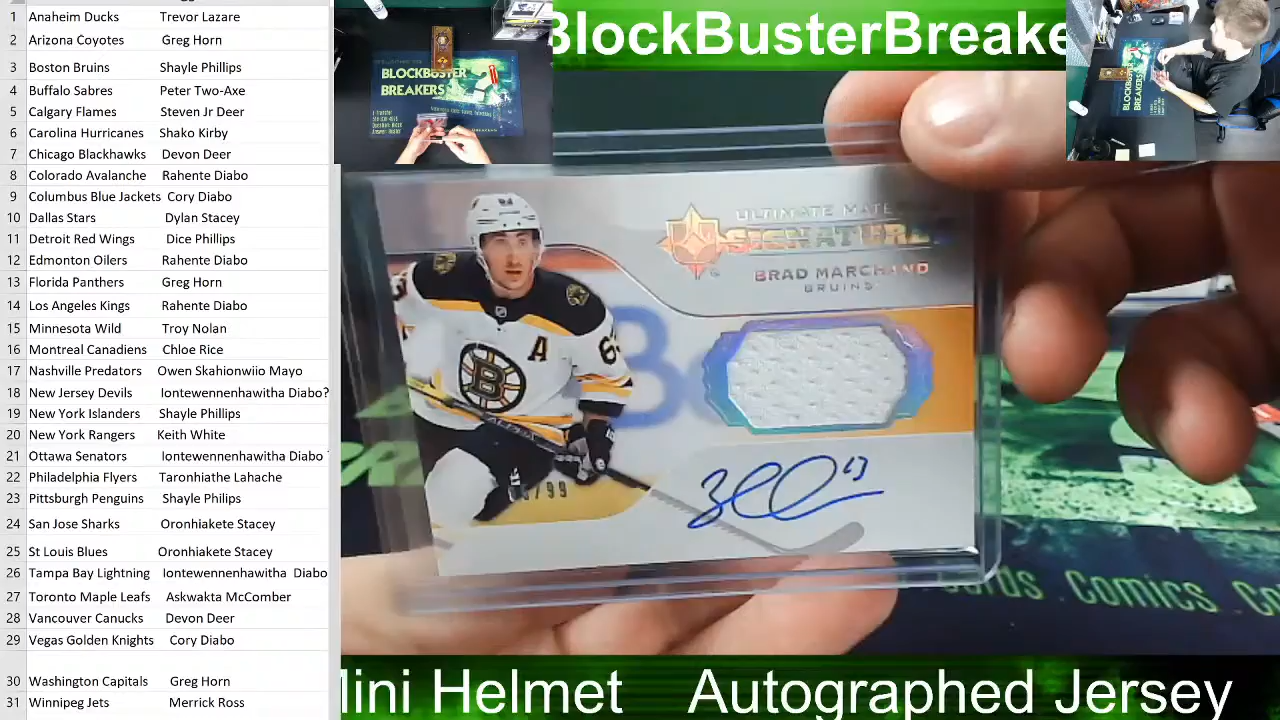 1 Anaheim Ducks Trevor Lazare
2 Arizona Coyotes Greg Horn
3 Boston Bruins Shayle Phillips
4 Buffalo Sabres Peter Two-Axe
5 Calgary Flames Steven Jr Deer
6 Carolina Hurricanes Shako Kirby
7 Chicago Blackhawks Devon Deer
8 Colorado Avalanche Rahente Diabo
9 Columbus Blue Jackets Cory Diabo
10 Dallas Stars Dylan Stacey
11 Detroit Red Wings Dice Phillips
12 Edmonton Oilers Rahente Diabo
13 Florida Panthers Greg Horn
14 Los Angeles Kings Rahente Diabo
15 Minnesota Wild Troy Nolan
16 Montreal Canadiens Chloe Rice
17 Nashville Predators Owen Skahionwiio Mayo
18 New Jersey Devils Iontewennenhawitha Diabo?
19 New York Islanders Shayle Phillips
20 New York Rangers Keith White
21 Ottawa Senators Iontewennenhawitha Diabo
22 Philadelphia Flyers Taronhiathe Lahache
23 Pittsburgh Penguins Shayle Philips
24 San Jose Sharks Oronhiakete Stacey
25 St Louis Blues Oronhiakete Stacey
26 Tampa Bay Lightning Iontewennenhawitha Diabo
27 Toronto Maple Leafs Askwakta McComber
28 Vancouver Canucks Devon Deer
29 Vegas Golden Knights Cory Diabo
30 Washington Capitals Greg Horn
31 Winnipeg Jets Merrick Ross
BLOCKBUSTER
BREAKERS
BlockBusterBreake
BLOCKBUSTER
BREAKERS
ULTIMATE MATE
SIGNATURE
BRAD MARCHAND
BRUINS
A
B
63
/99
Cards Comics Co
Mini Helmet Autographed Jersey